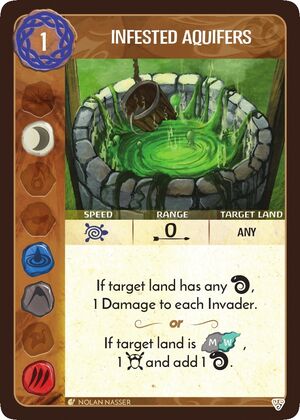 1
INFESTED AQUIFERS
SPEED RANGE TARGET LAND
0 ANY
If target land has any ,
1 Damage to each Invader.
or
If target land is M W ,
1 and add 1 .
NOLAN NASSER